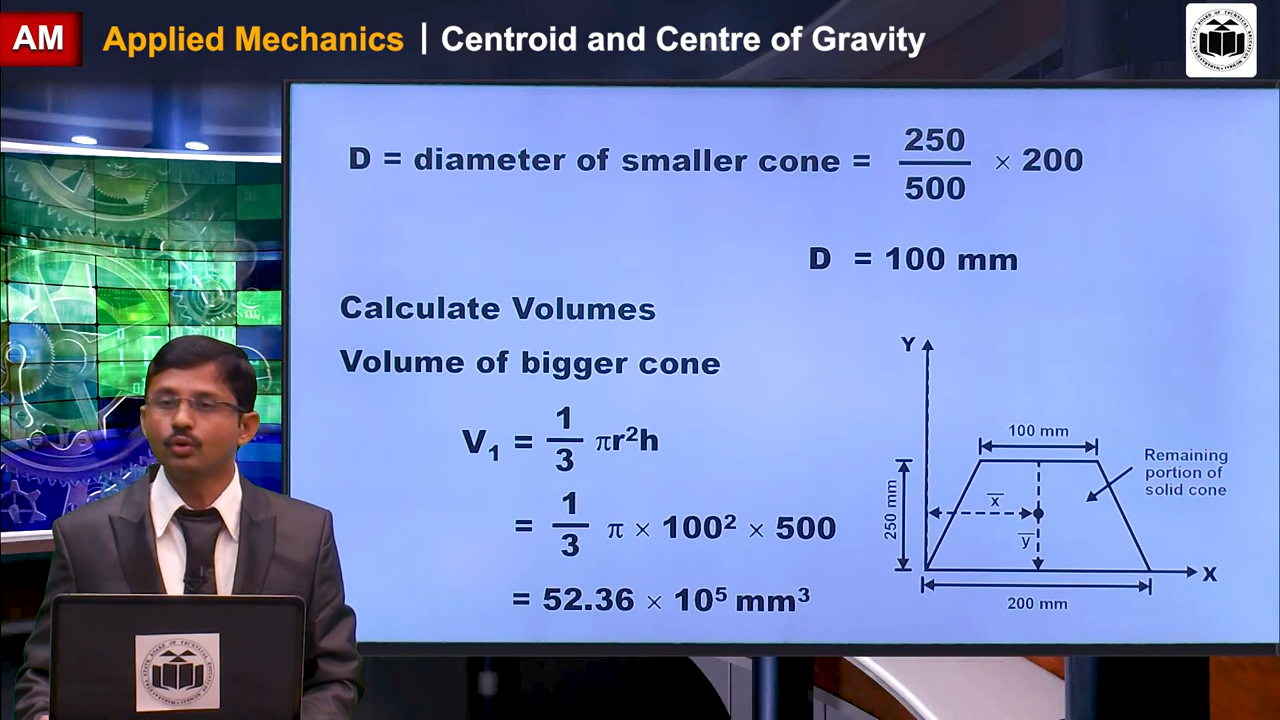 AM Applied Mechanics | Centroid and Centre of Gravity
D = diameter of smaller cone = 250/500 × 200
D = 100 mm
Calculate Volumes
Volume of bigger cone
V₁ = 1/3 πr²h
= 1/3 π × 100² × 500
= 52.36 × 10⁵ mm³
Y
100 mm
Remaining
portion of
solid cone
250 mm
x̅
y̅
X
200 mm